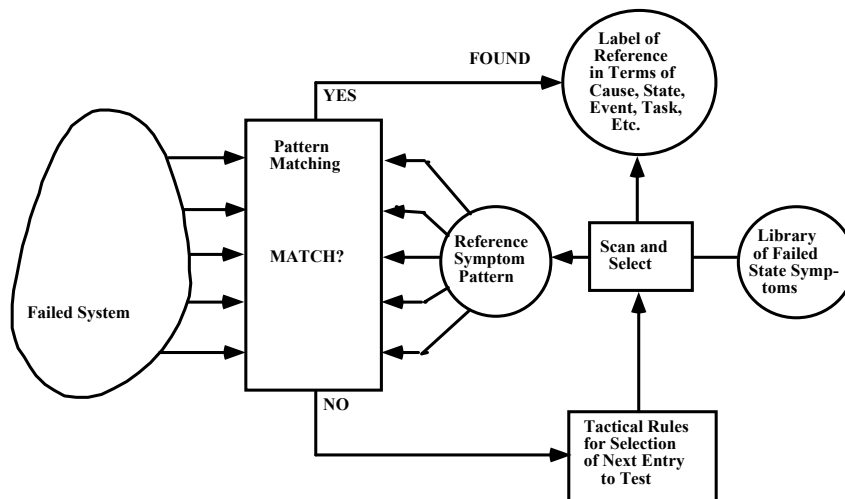 Label of
Reference
in Terms of
Cause, State,
Event, Task,
Etc.
FOUND
YES
Pattern
Matching
MATCH?
Reference
Symptom
Pattern
Scan and
Select
Library
of Failed
State Symp-
toms
Failed System
NO
Tactical Rules
for Selection
of Next Entry
to Test